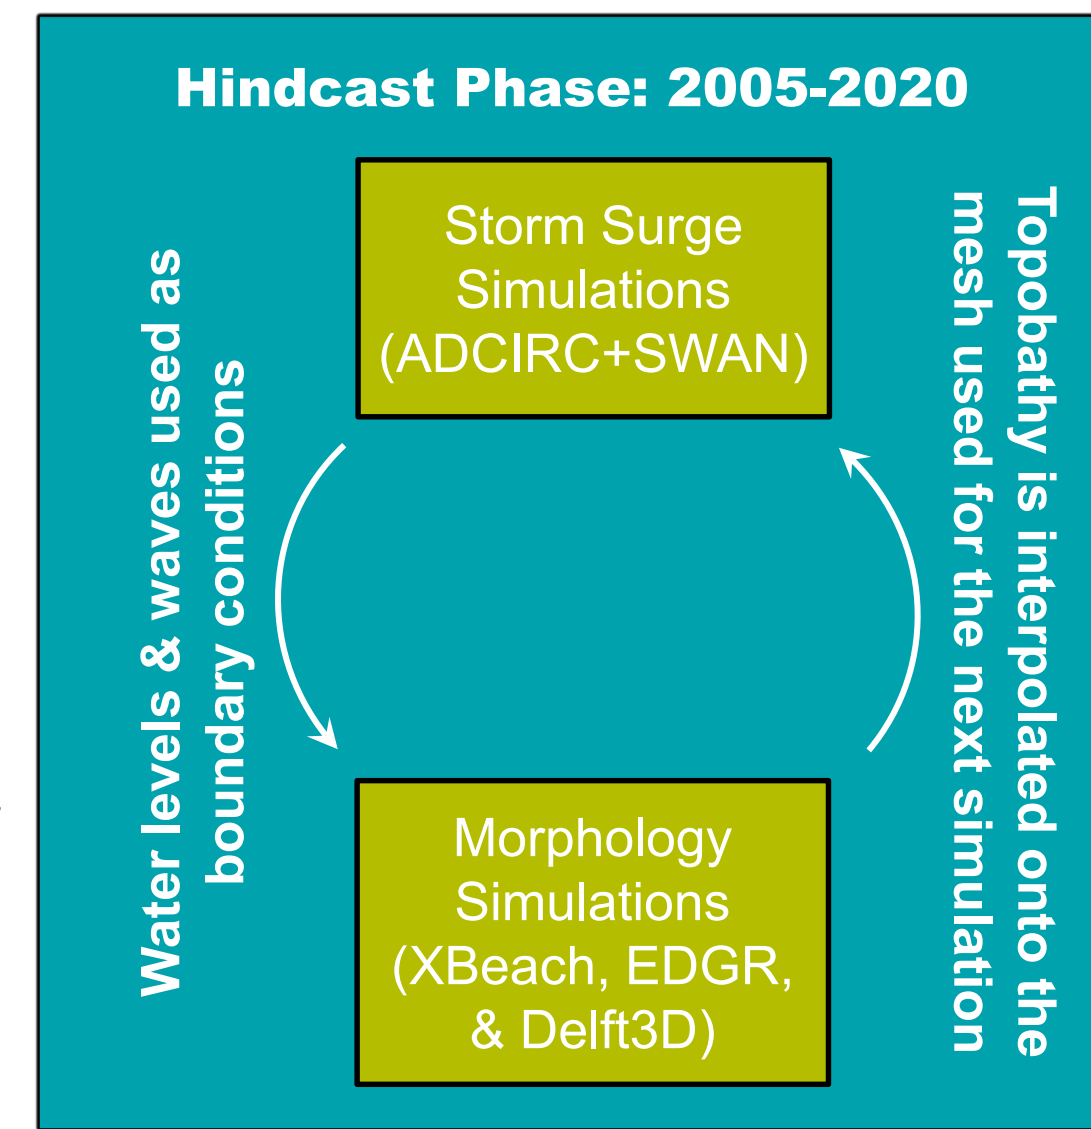 Hindcast Phase: 2005-2020
Storm Surge
Simulations
(ADCIRC+SWAN)
Water levels & waves used as
boundary conditions
Topobathy is interpolated onto the
mesh used for the next simulation
Morphology
Simulations
(XBeach, EDGR,
& Delft3D)